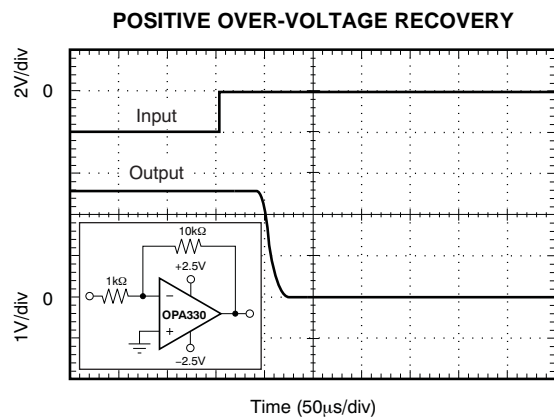 POSITIVE OVER-VOLTAGE RECOVERY
2V/div
0
Input
Output
10kΩ
+2.5V
1kΩ
−
OPA330
+
−2.5V
1V/div
0
Time (50μs/div)